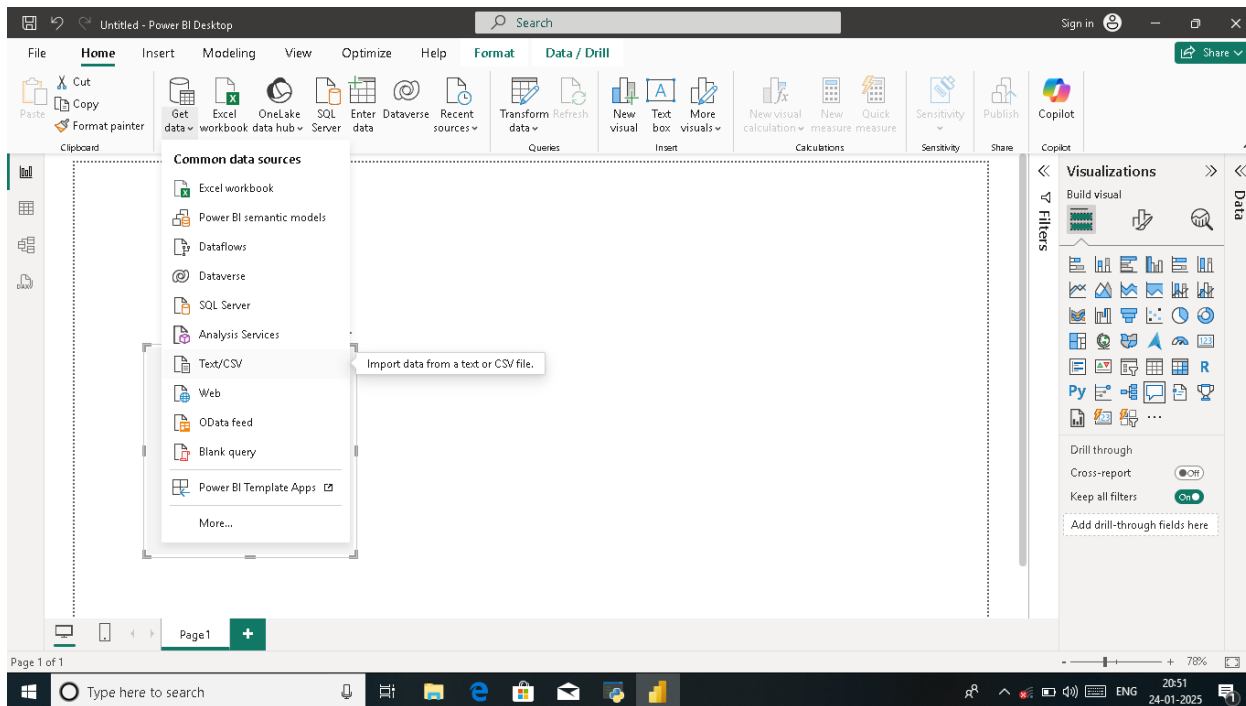 Untitled - Power BI Desktop
Search
Sign in
File Home Insert Modeling View Optimize Help Format Data / Drill
Share
Paste
Cut
Copy
Format painter
Clipboard
Get data
Excel workbook
OneLake data hub
SQL Server
Enter data
Dataverse
Recent sources
Transform data
Refresh
Queries
New visual
Text box
More visuals
Insert
New visual calculation
New measure
Quick measure
Calculations
Sensitivity
Sensitivity
Publish
Share
Copilot
Copilot
Common data sources
Excel workbook
Power BI semantic models
Dataflows
Dataverse
SQL Server
Analysis Services
Text/CSV
Import data from a text or CSV file.
Web
OData feed
Blank query
Power BI Template Apps
More...
Filters
Visualizations
Build visual
123
R
Py
Drill through
Cross-report
Off
Keep all filters
On
Add drill-through fields here
Data
Page 1
Page 1 of 1
78%
Type here to search
ENG
20:51
24-01-2025